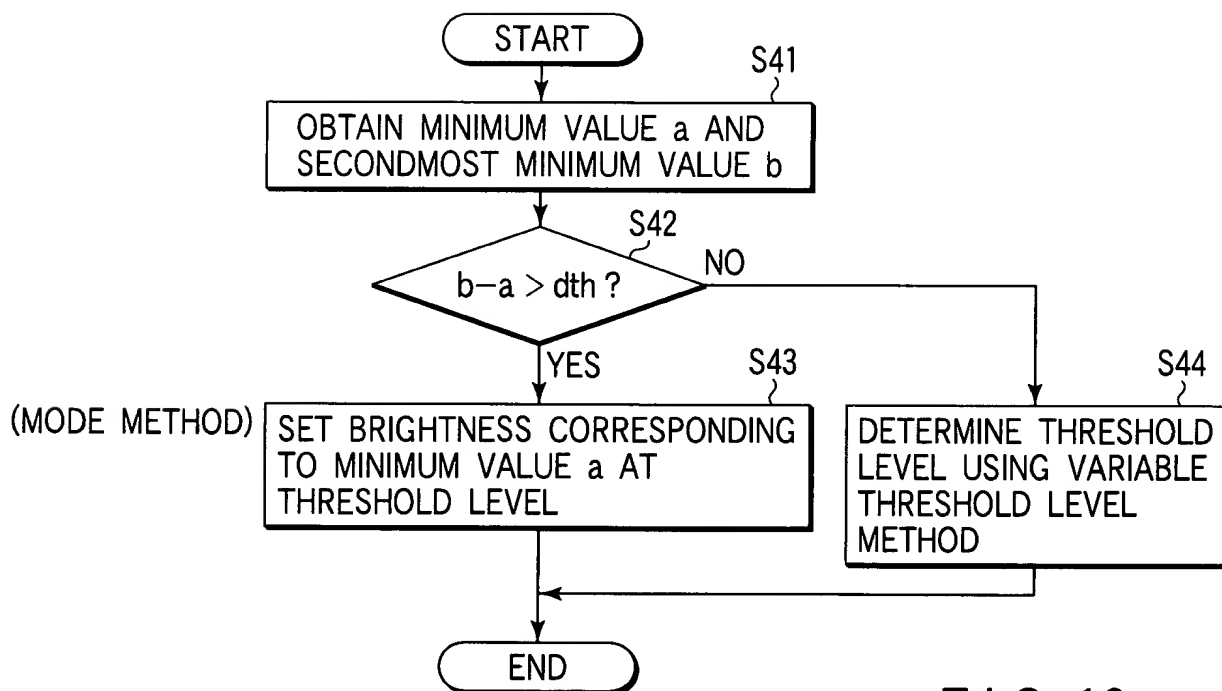 START
S41
OBTAIN MINIMUM VALUE a AND
SECONDMOST MINIMUM VALUE b
S42
b-a > dth ?
NO
YES
S43
S44
(MODE METHOD)
SET BRIGHTNESS CORRESPONDING
TO MINIMUM VALUE a AT
THRESHOLD LEVEL
DETERMINE THRESHOLD
LEVEL USING VARIABLE
THRESHOLD LEVEL
METHOD
END